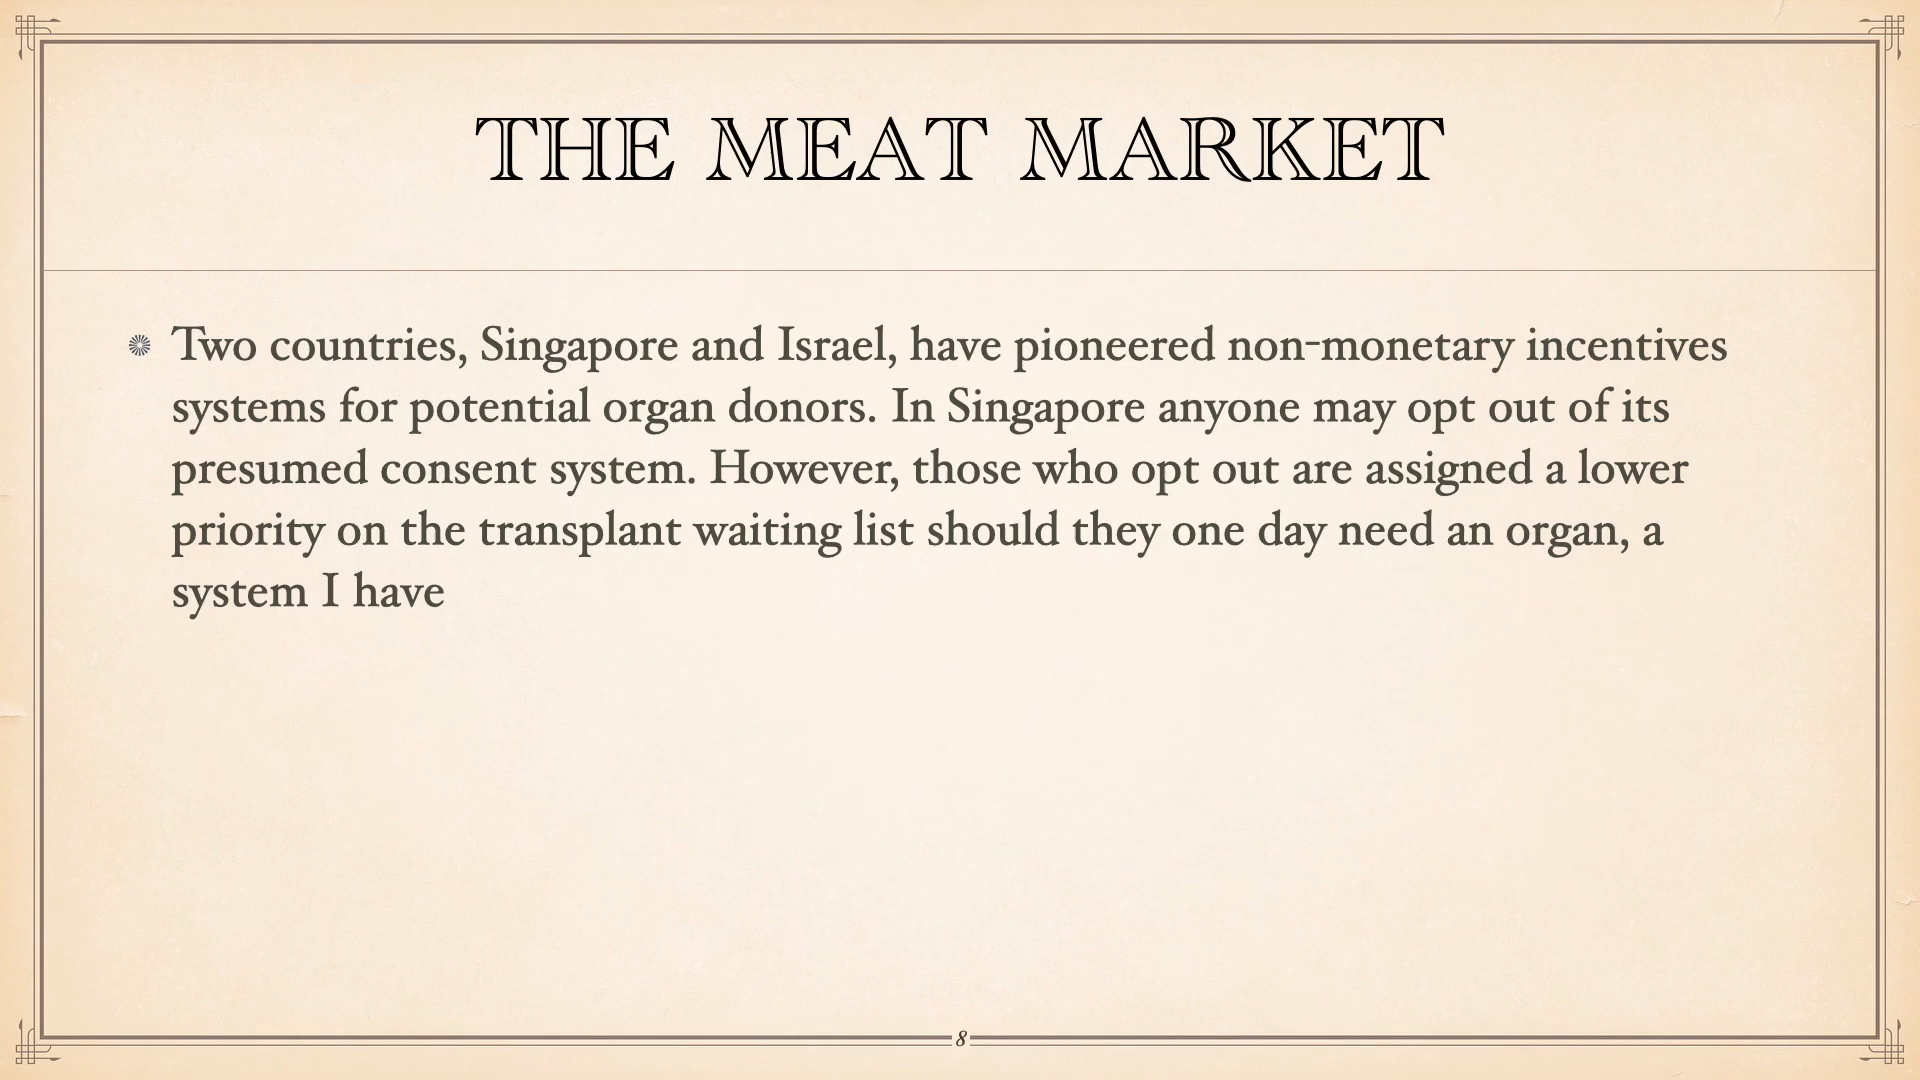 THE MEAT MARKET
Two countries, Singapore and Israel, have pioneered non-monetary incentives
systems for potential organ donors. In Singapore anyone may opt out of its
presumed consent system. However, those who opt out are assigned a lower
priority on the transplant waiting list should they one day need an organ, a
system I have
8